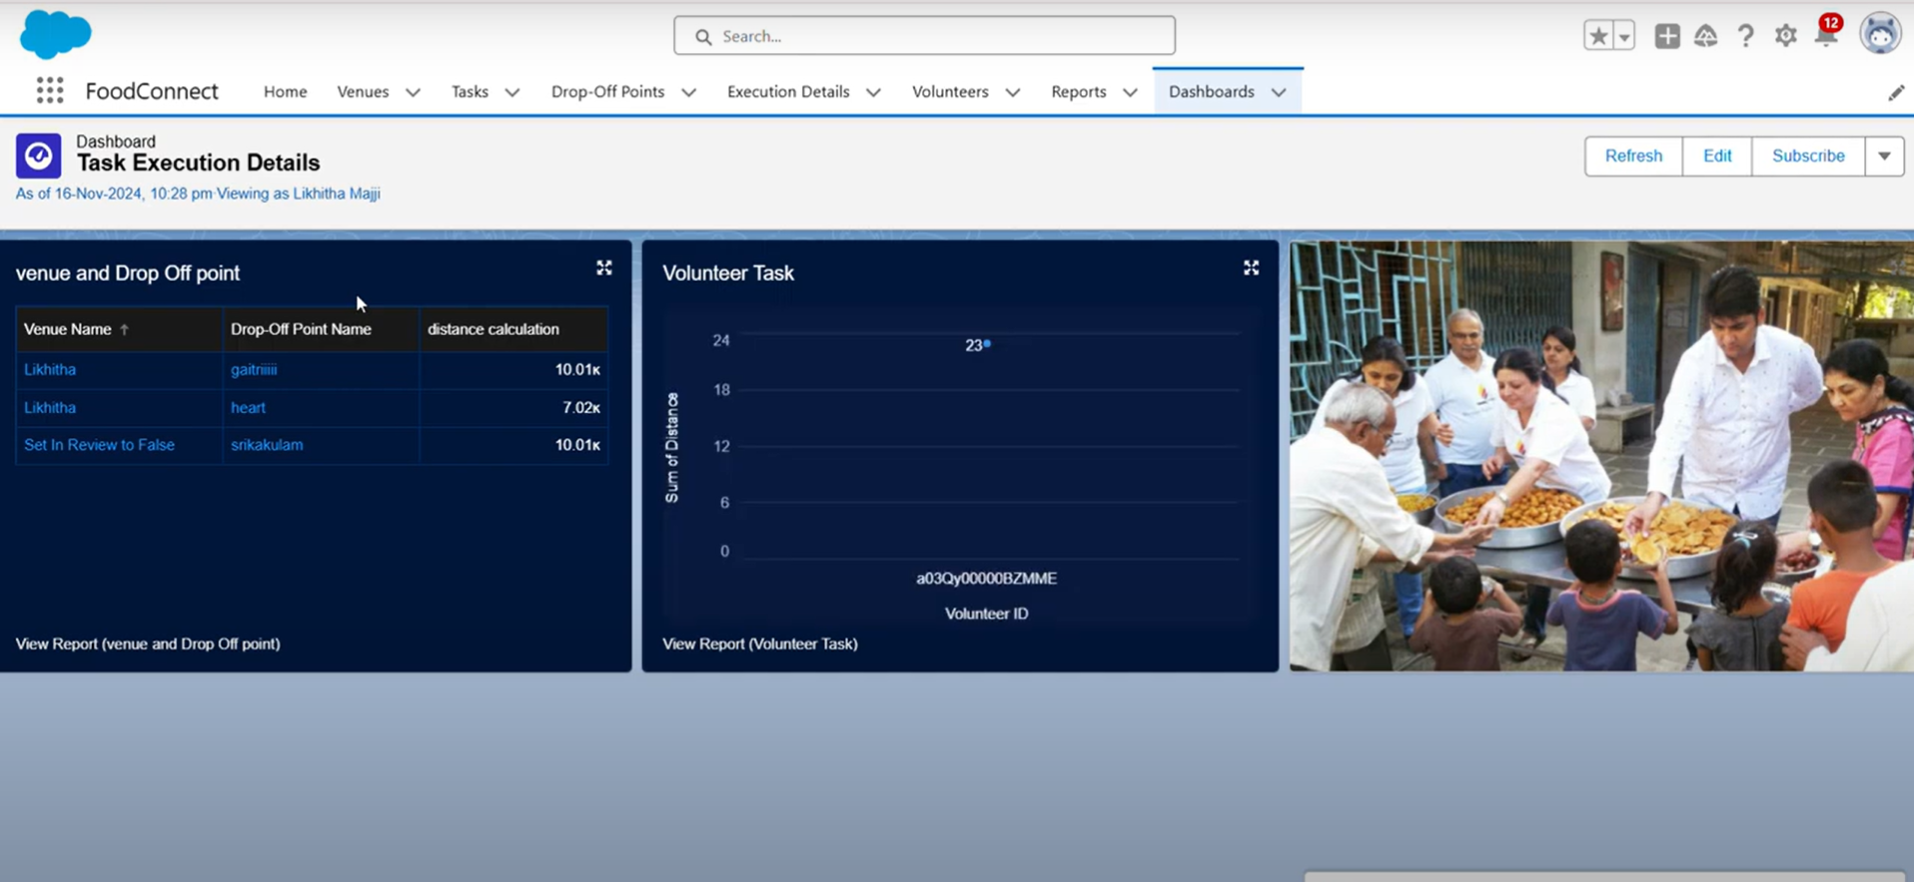 Search...
12
FoodConnect Home Venues Tasks Drop-Off Points Execution Details Volunteers Reports Dashboards
Dashboard
Task Execution Details
As of 16-Nov-2024, 10:28 pm·Viewing as Likhitha Majji
Refresh Edit Subscribe
venue and Drop Off point
Venue Name ↑ Drop-Off Point Name distance calculation
Likhitha gaitriiiii 10.01K
Likhitha heart 7.02K
Set In Review to False srikakulam 10.01K
View Report (venue and Drop Off point)
Volunteer Task
Sum of Distance
24
23
18
12
6
0
a03Qy00000BZMME
Volunteer ID
View Report (Volunteer Task)